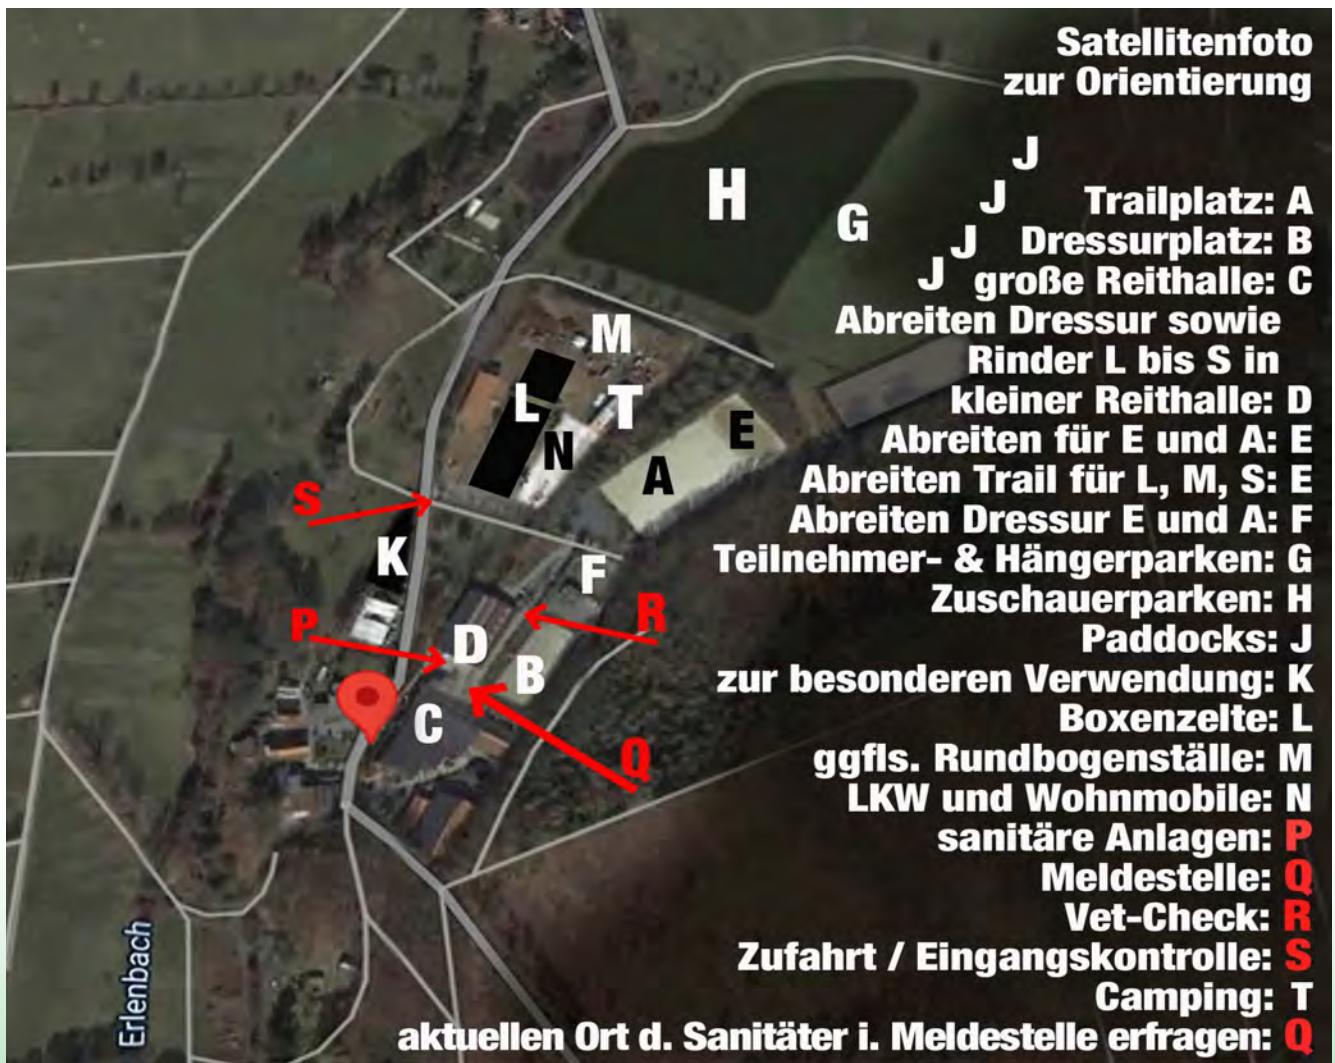 Satellitenfoto
zur Orientierung
J
J
Trailplatz: A
J
Dressurplatz: B
J
große Reithalle: C
Abreiten Dressur sowie
Rinder L bis S in
kleiner Reithalle: D
Abreiten für E und A: E
Abreiten Trail für L, M, S: E
Abreiten Dressur E und A: F
Teilnehmer- & Hängerparken: G
Zuschauerparken: H
Paddocks: J
zur besonderen Verwendung: K
Boxenzelte: L
ggfls. Rundbogenställe: M
LKW und Wohnmobile: N
sanitäre Anlagen: P
Meldestelle: Q
Vet-Check: R
Zufahrt / Eingangskontrolle: S
Camping: T
aktuellen Ort d. Sanitäter i. Meldestelle erfragen: Q
H
G
M
L
T
N
E
A
S
K
F
P
R
D
B
C
Q
Erlenbach